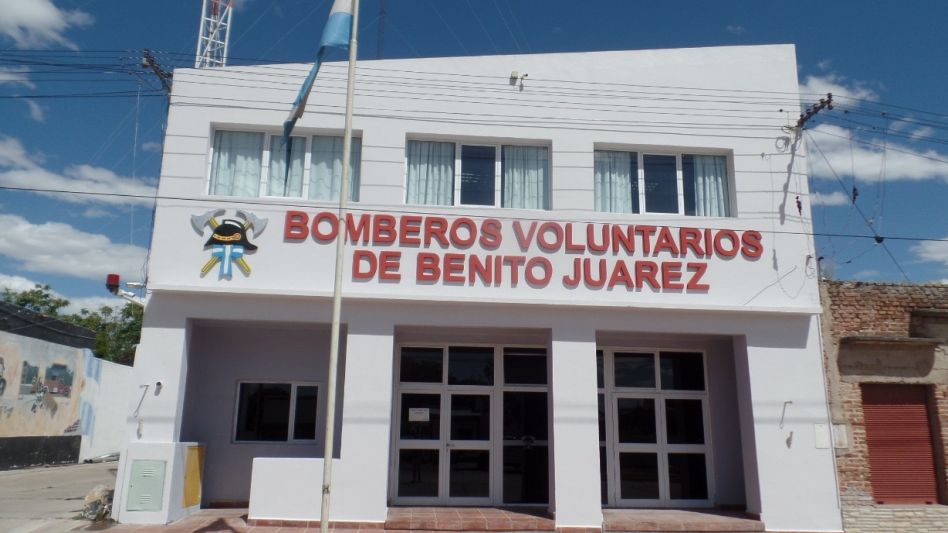 BOMBEROS VOLUNTARIOS
DE BENITO JUAREZ